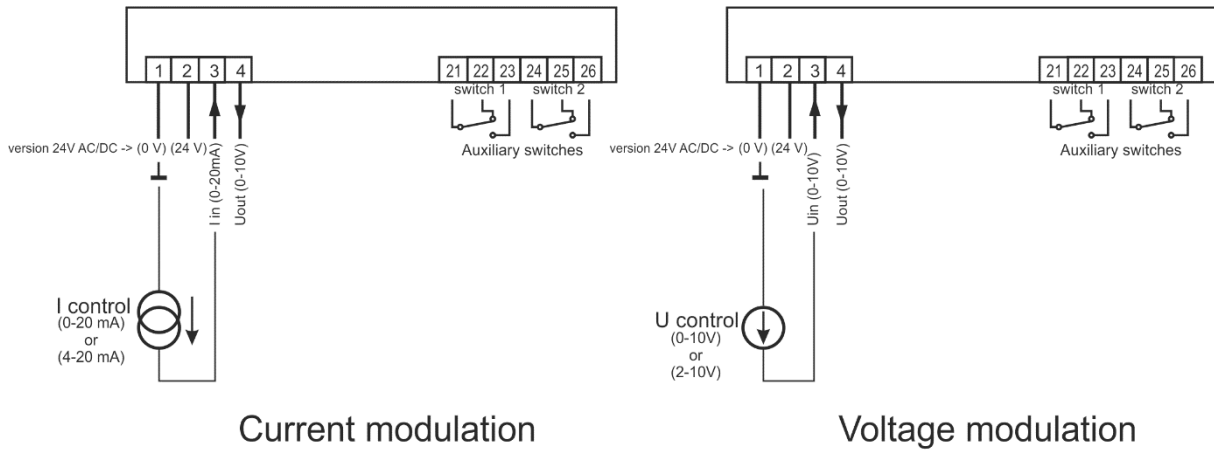 1 2 3 4
21 22 23 24 25 26
switch 1 switch 2
Auxiliary switches
version 24V AC/DC -> (0 V) (24 V)
I in (0-20mA)
Uout (0-10V)
I control
(0-20 mA)
or
(4-20 mA)
Current modulation
1 2 3 4
21 22 23 24 25 26
switch 1 switch 2
Auxiliary switches
version 24V AC/DC -> (0 V) (24 V)
Uin (0-10V)
Uout (0-10V)
U control
(0-10V)
or
(2-10V)
Voltage modulation